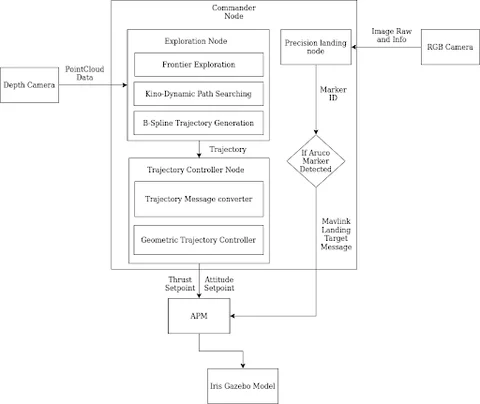 Commander
Node
Exploration Node
Frontier Exploration
Kino-Dynamic Path Searching
B-Spline Trajectory Generation
Precision landing
node
Image Raw
and Info
RGB Camera
PointCloud
Data
Depth Camera
Marker
ID
Trajectory
If Aruco
Marker
Detected
Trajectory Controller Node
Trajectory Message converter
Geometric Trajectory Controller
Mavlink
Landing
Target
Message
Thrust
Setpoint
Attitude
Setpoint
APM
Iris Gazebo Model